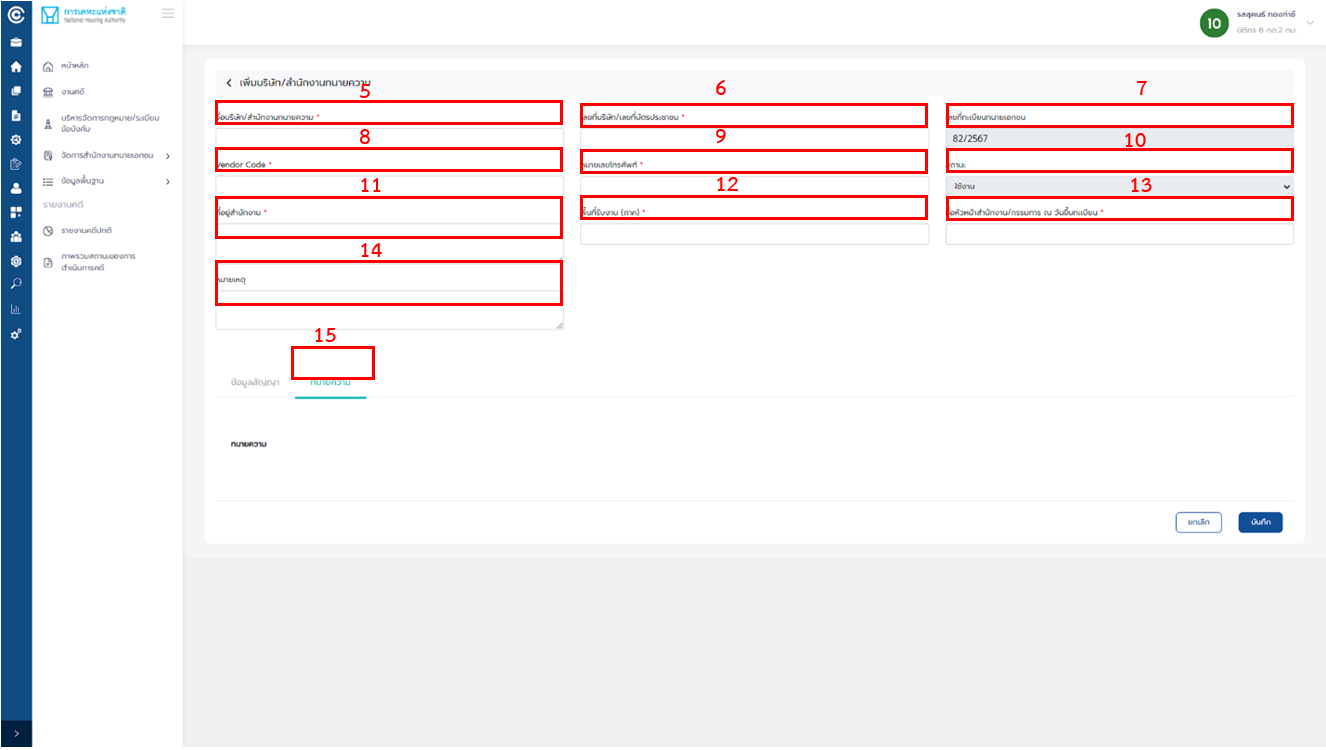 การเคหะแห่งชาติ
National Housing Authority
10
รสสุคนธ์ ทองท่าชี
นิติกร 6 กต.2 กม
หน้าหลัก
งานคดี
บริหารจัดการกฎหมาย/ระเบียบ
ข้อบังคับ
จัดการสำนักงานทนายเอกชน
ข้อมูลพื้นฐาน
รายงานคดี
รายงานคดีปกติ
ภาพรวมสถานะของการ
ดำเนินการคดี
เพิ่มบริษัท/สำนักงานทนายความ
5
6
7
ชื่อบริษัท/สำนักงานทนายความ *
เลขที่บริษัท/เลขที่บัตรประชาชน *
เลขที่ทะเบียนทนายเอกชน
82/2567
8
9
10
Vendor Code *
หมายเลขโทรศัพท์ *
สถานะ
ใช้งาน
11
12
13
ที่อยู่สำนักงาน *
พื้นที่รับงาน (ภาค) *
ชื่อหัวหน้าสำนักงาน/กรรมการ ณ วันขึ้นทะเบียน *
14
หมายเหตุ
15
ข้อมูลสัญญา
ทนายความ
ทนายความ
ยกเลิก
บันทึก